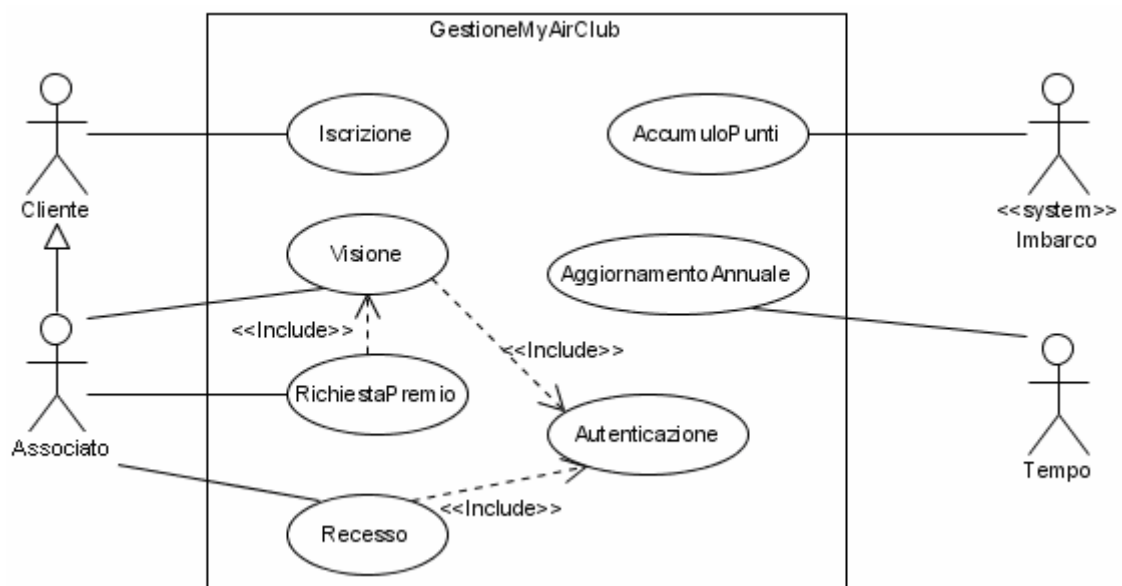 GestioneMyAirClub
Iscrizione
AccumuloPunti
Cliente
<<system>>
Imbarco
Visione
AggiornamentoAnnuale
<<Include>>
<<Include>>
RichiestaPremio
Autenticazione
Associato
Tempo
<<Include>>
Recesso